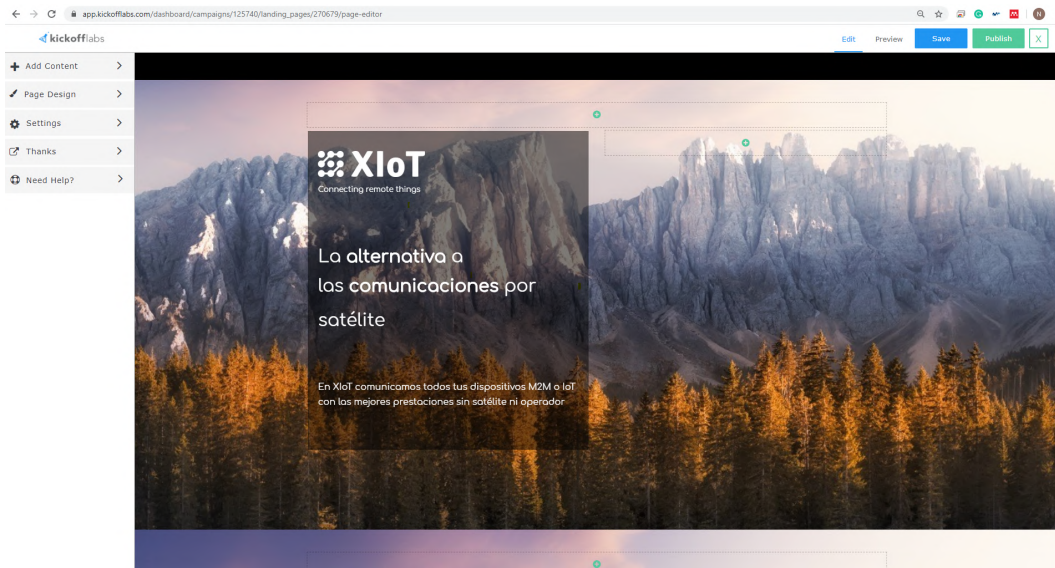 app.kickofflabs.com/dashboard/campaigns/125740/landing_pages/270679/page-editor
N
kickofflabs
Edit
Preview
Save
Publish
X
Add Content
Page Design
Settings
Thanks
Need Help?
XIoT
Connecting remote things
La alternativa a
las comunicaciones por
satélite
En XIoT comunicamos todos tus dispositivos M2M o IoT
con las mejores prestaciones sin satélite ni operador